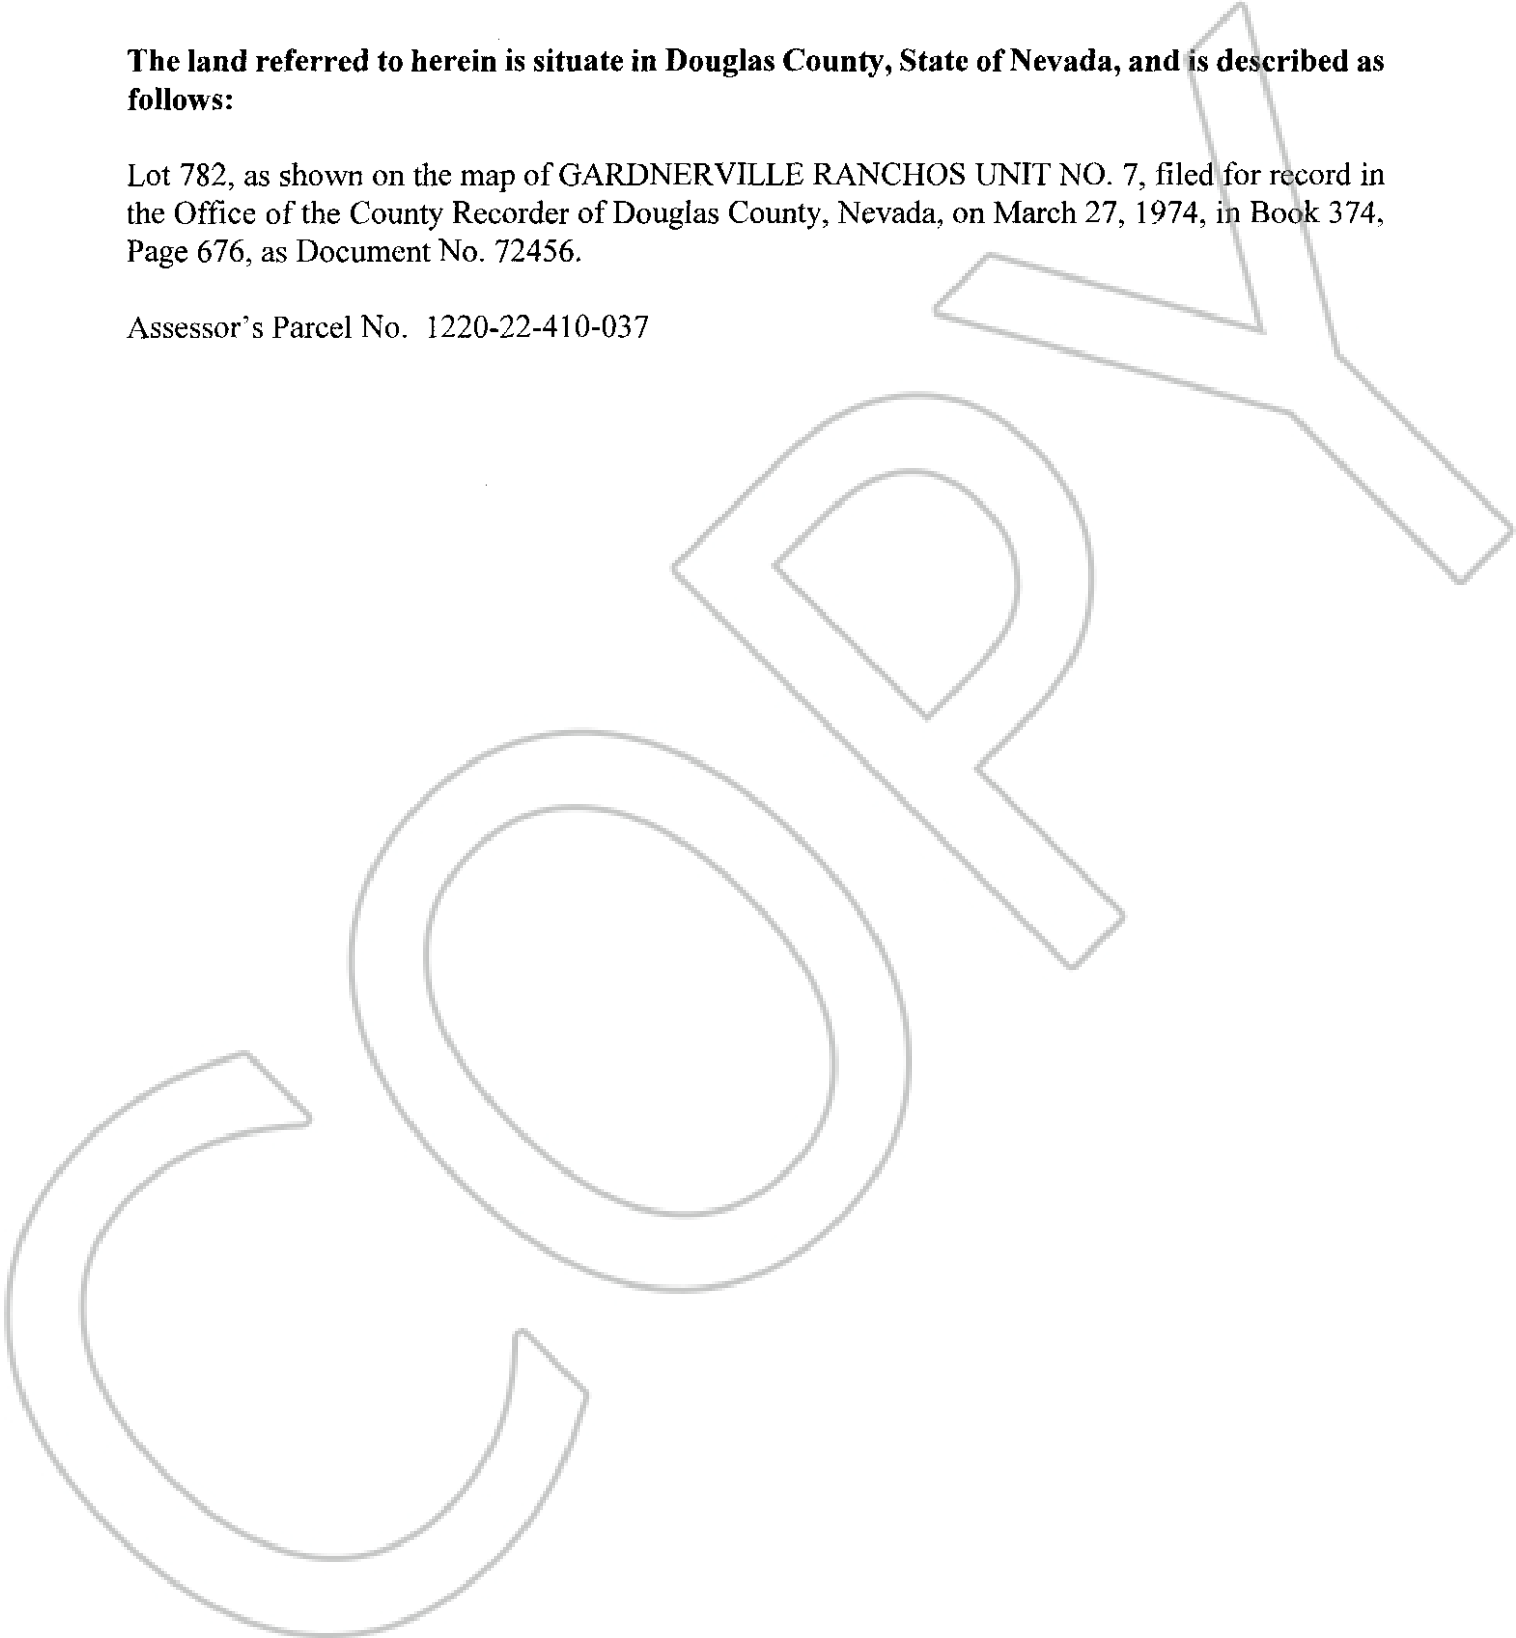 The land referred to herein is situate in Douglas County, State of Nevada, and is described as
follows:
Lot 782, as shown on the map of GARDNERVILLE RANCHOS UNIT NO. 7, filed for record in
the Office of the County Recorder of Douglas County, Nevada, on March 27, 1974, in Book 374,
Page 676, as Document No. 72456.
Assessor's Parcel No. 1220-22-410-037
COPY